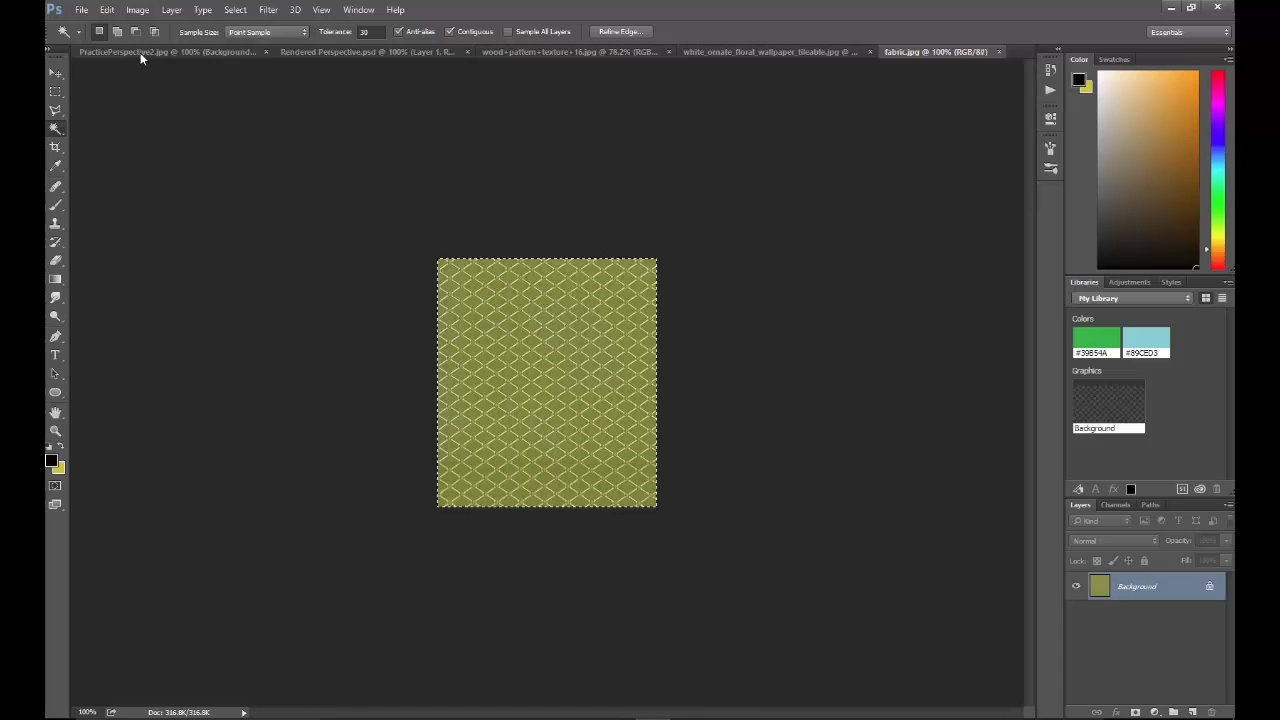 Ps File Edit Image Layer Type Select Filter 3D View Window Help
Sample Size: Point Sample Tolerance: 30 Anti-alias Contiguous Sample All Layers Refine Edge... Essentials
PracticePerspective2.jpg @ 100% (Background... × Rendered Perspective.psd @ 100% (Layer 1, R... × wood+pattern+texture+16.jpg @ 78.2% (RGB... × white_ornate_floral_wallpaper_tileable.jpg @ ... × fabric.jpg @ 100% (RGB/8#) ×
Color Swatches
Libraries Adjustments Styles
My Library
Colors
#39B54A #89CED3
Graphics
Background
Layers Channels Paths
Kind
Normal Opacity: 100%
Lock: Fill: 100%
Background
100% Doc: 316.8K/316.8K